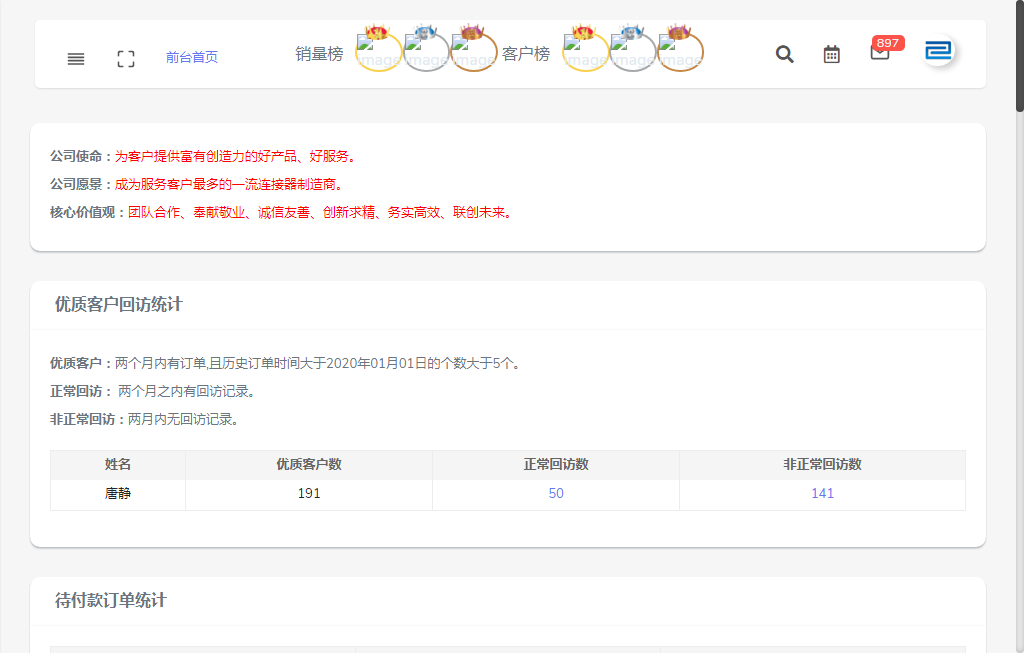 前台首页
销量榜
image
image
image
客户榜
image
image
image
897
公司使命：为客户提供富有创造力的好产品、好服务。
公司愿景：成为服务客户最多的一流连接器制造商。
核心价值观：团队合作、奉献敬业、诚信友善、创新求精、务实高效、联创未来。
优质客户回访统计
优质客户：两个月内有订单,且历史订单时间大于2020年01月01日的个数大于5个。
正常回访： 两个月之内有回访记录。
非正常回访：两月内无回访记录。
姓名 优质客户数 正常回访数 非正常回访数
唐静 191 50 141
待付款订单统计